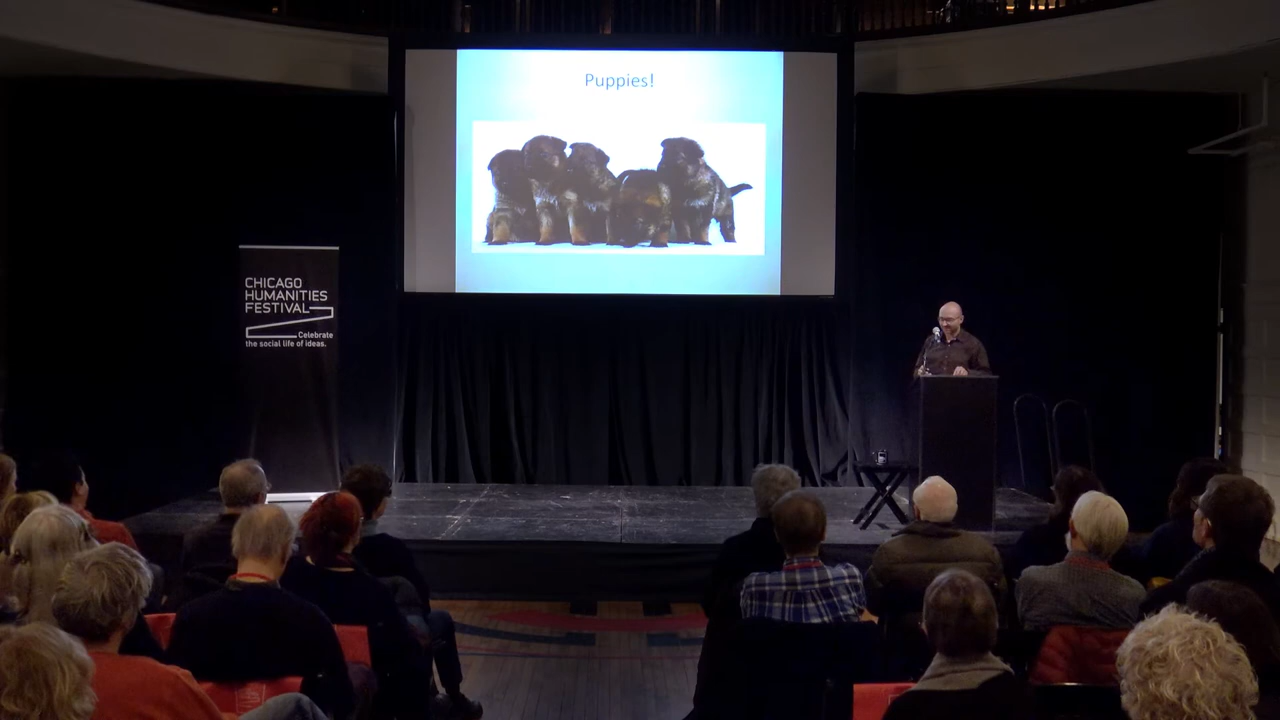 Puppies!
CHICAGO
HUMANITIES
FESTIVAL
Celebrate
the social life of ideas.